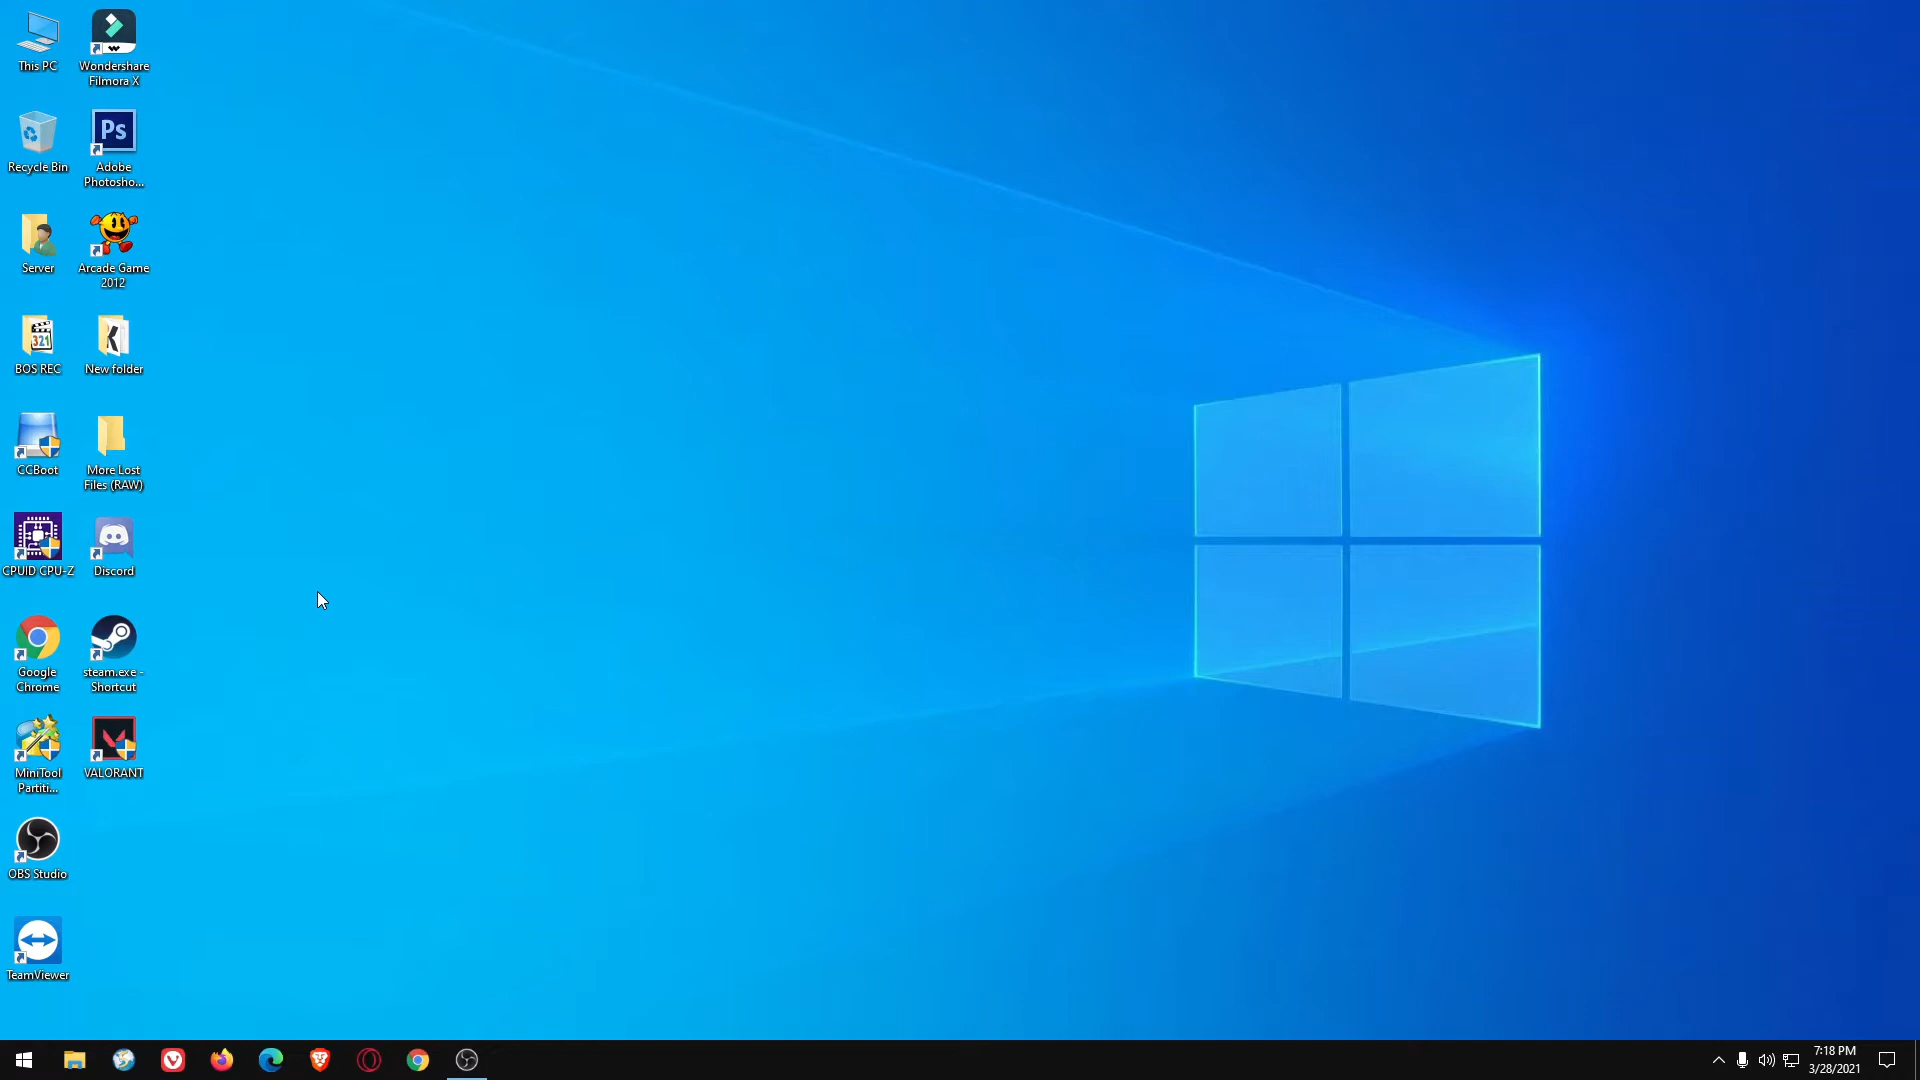 This PC
Wondershare
Filmora X
Recycle Bin
Ps
Adobe
Photosho...
Server
Arcade Game
2012
321
BOS REC
K
New folder
CCBoot
More Lost
Files (RAW)
CPUID CPU-Z
Discord
Google
Chrome
steam.exe -
Shortcut
MiniTool
Partiti...
VALORANT
OBS Studio
TeamViewer
7:18 PM
3/28/2021